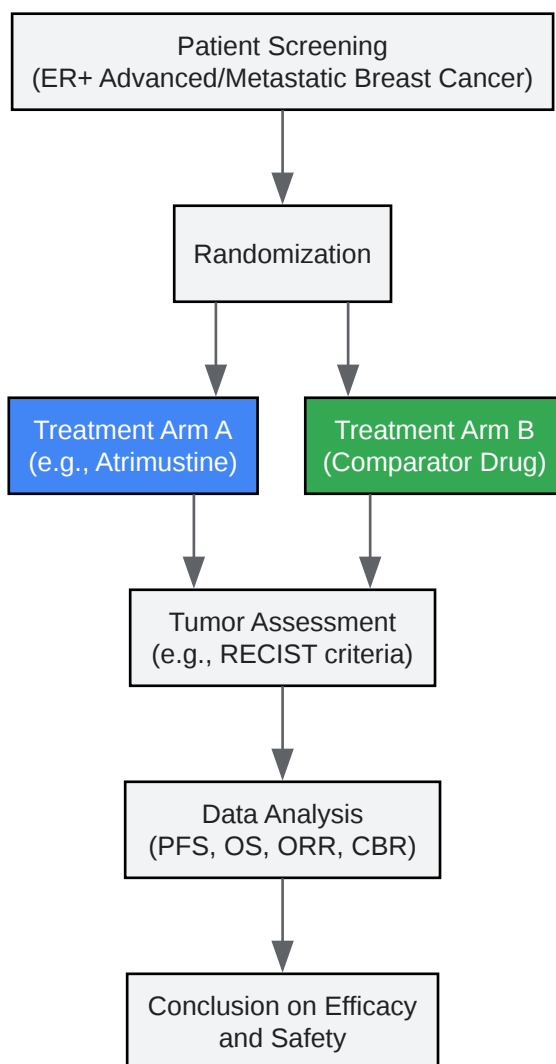 Patient Screening
(ER+ Advanced/Metastatic Breast Cancer)
Randomization
Treatment Arm A
(e.g., Atrimustine)
Treatment Arm B
(Comparator Drug)
Tumor Assessment
(e.g., RECIST criteria)
Data Analysis
(PFS, OS, ORR, CBR)
Conclusion on Efficacy
and Safety